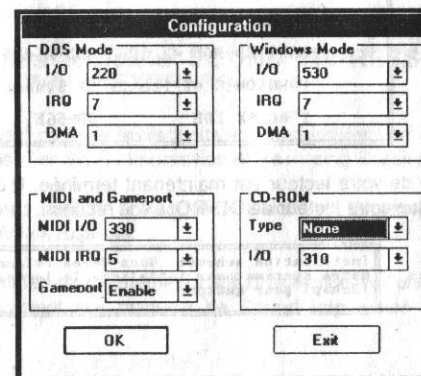 Configuration
DOS Mode
I/O 220
IRQ 7
DMA 1
Windows Mode
I/O 530
IRQ 7
DMA 1
MIDI and Gameport
MIDI I/O 330
MIDI IRQ 5
Gameport Enable
CD-ROM
Type None
I/O 310
OK
Exit